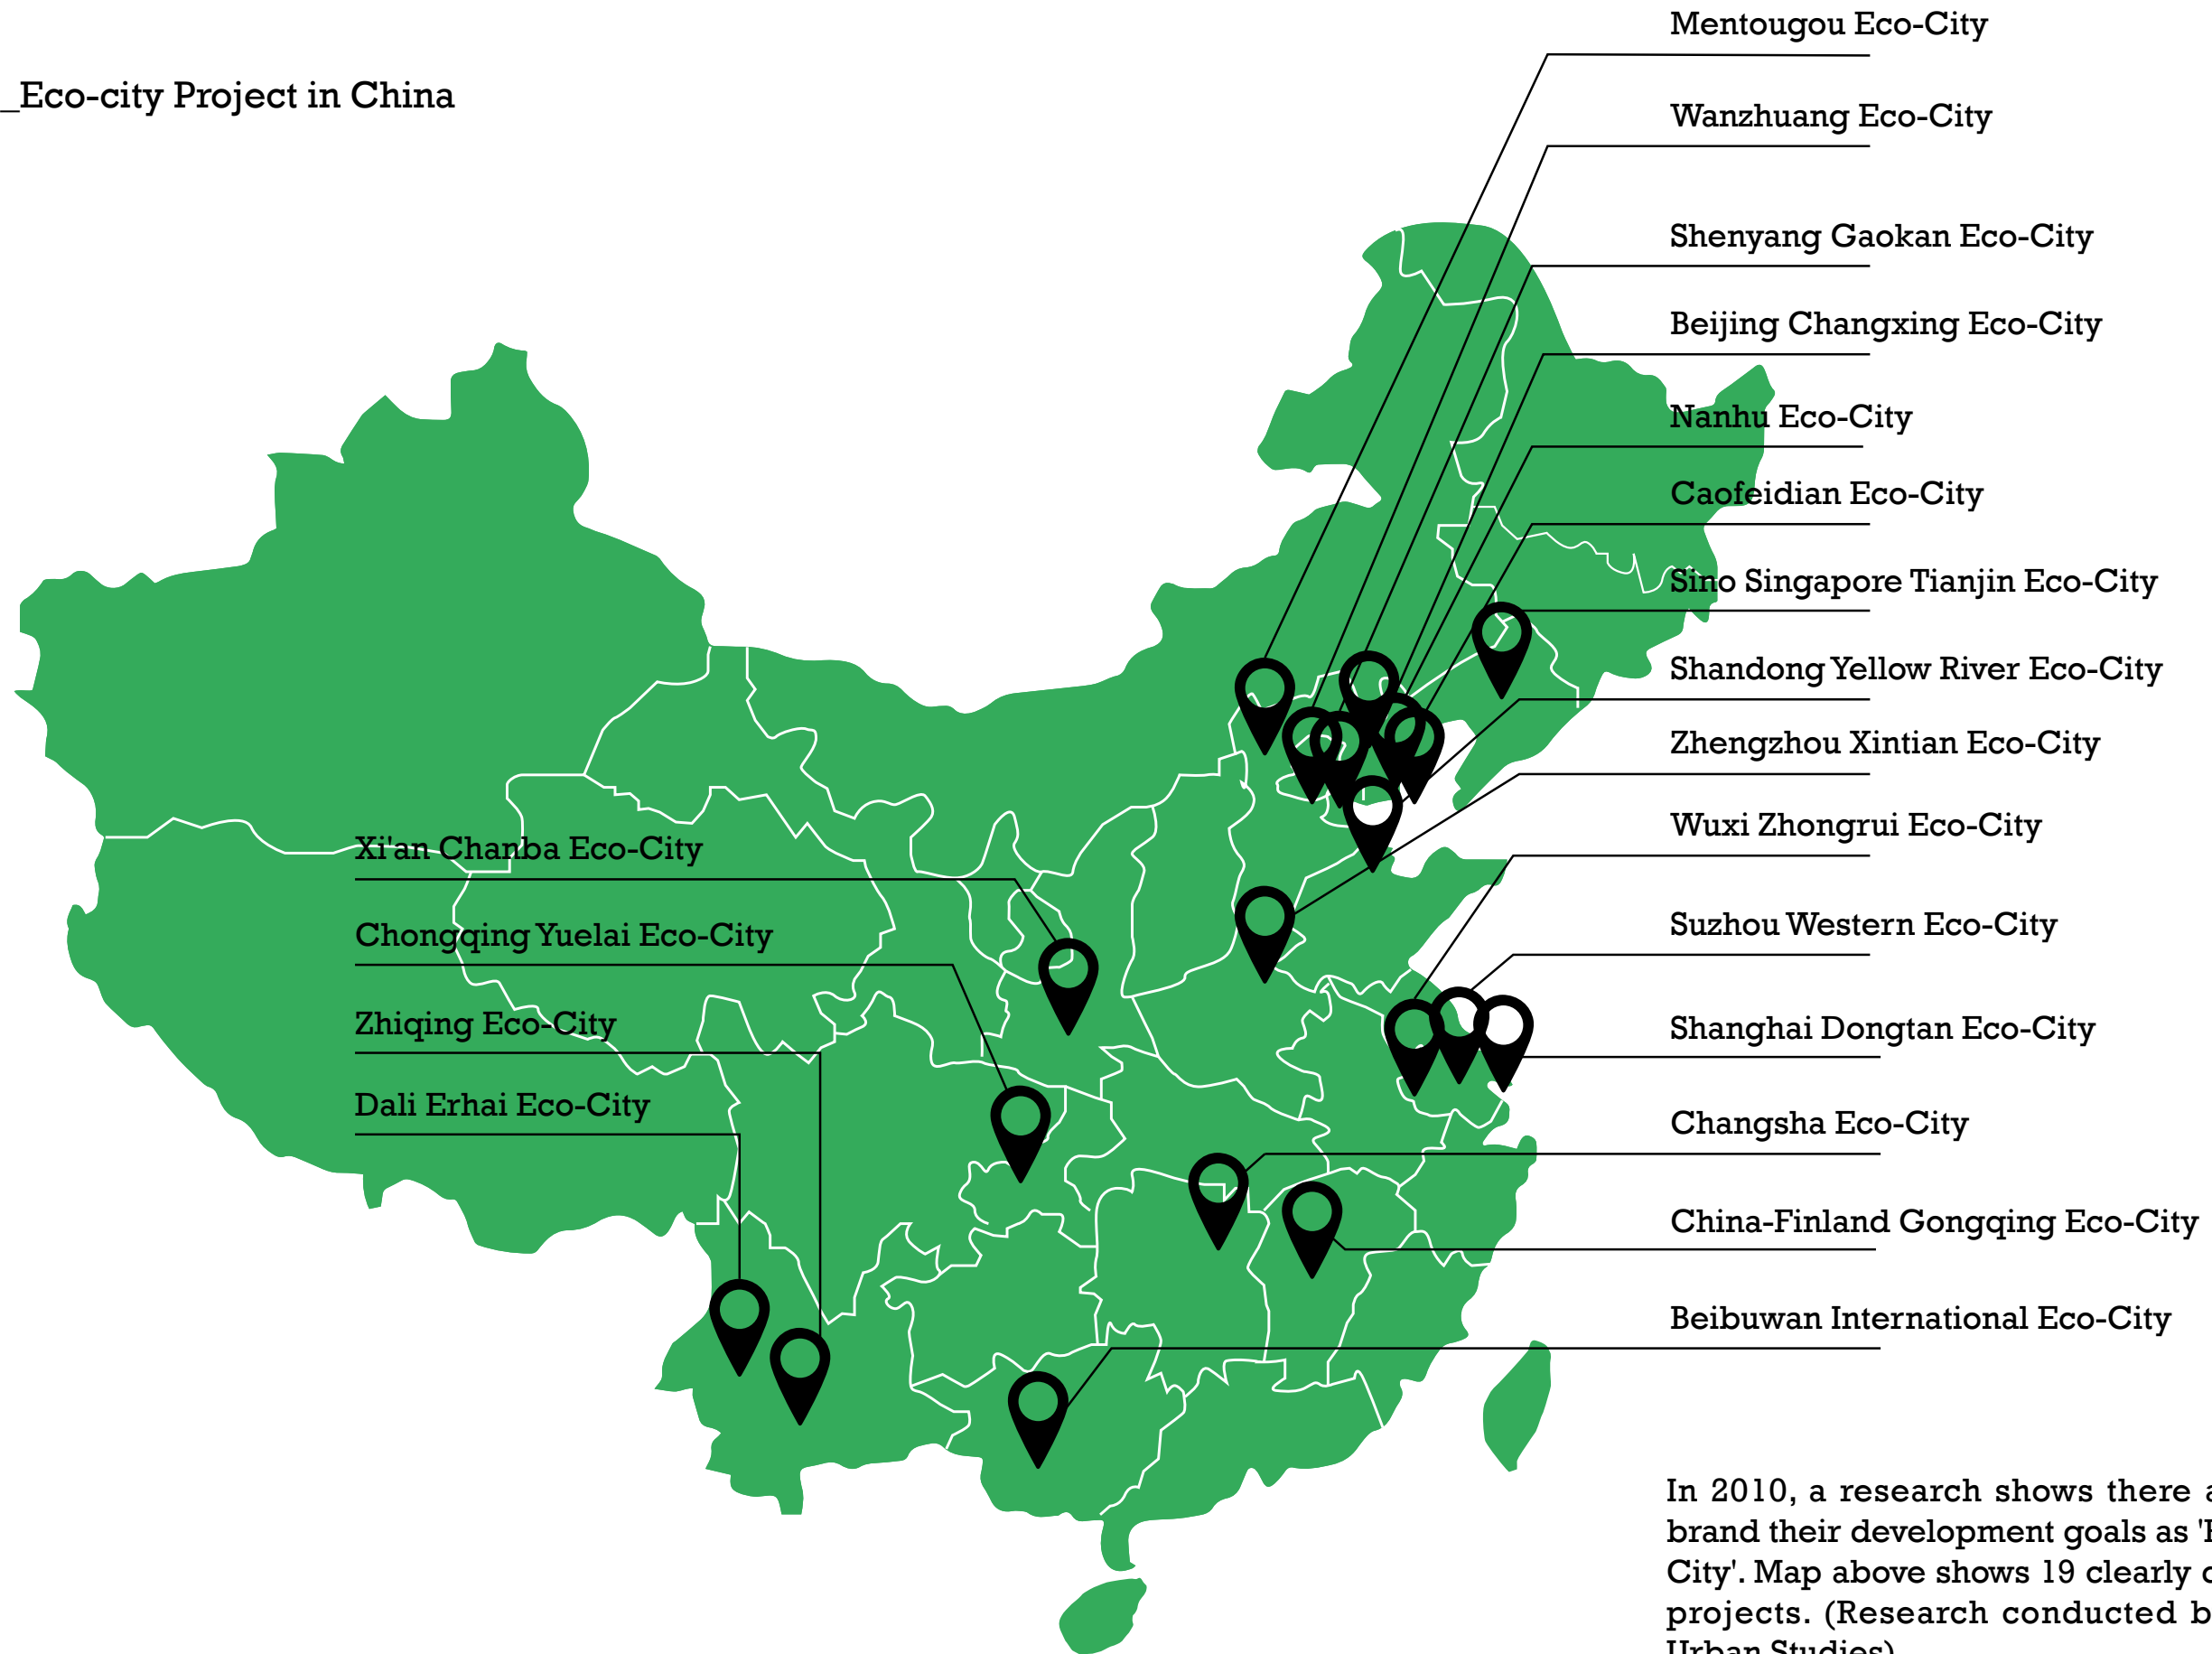 _Eco-city Project in China
Mentougou Eco-City
Wanzhuang Eco-City
Shenyang Gaokan Eco-City
Beijing Changxing Eco-City
Nanhu Eco-City
Caofeidian Eco-City
Sino Singapore Tianjin Eco-City
Shandong Yellow River Eco-City
Zhengzhou Xintian Eco-City
Wuxi Zhongrui Eco-City
Suzhou Western Eco-City
Shanghai Dongtan Eco-City
Changsha Eco-City
China-Finland Gongqing Eco-City
Beibuwan International Eco-City
Xi'an Chanba Eco-City
Chongqing Yuelai Eco-City
Zhiqing Eco-City
Dali Erhai Eco-City
In 2010, a research shows there
brand their development goals as
City'. Map above shows 19 clearly
projects. (Research conducted
Urban Studies)